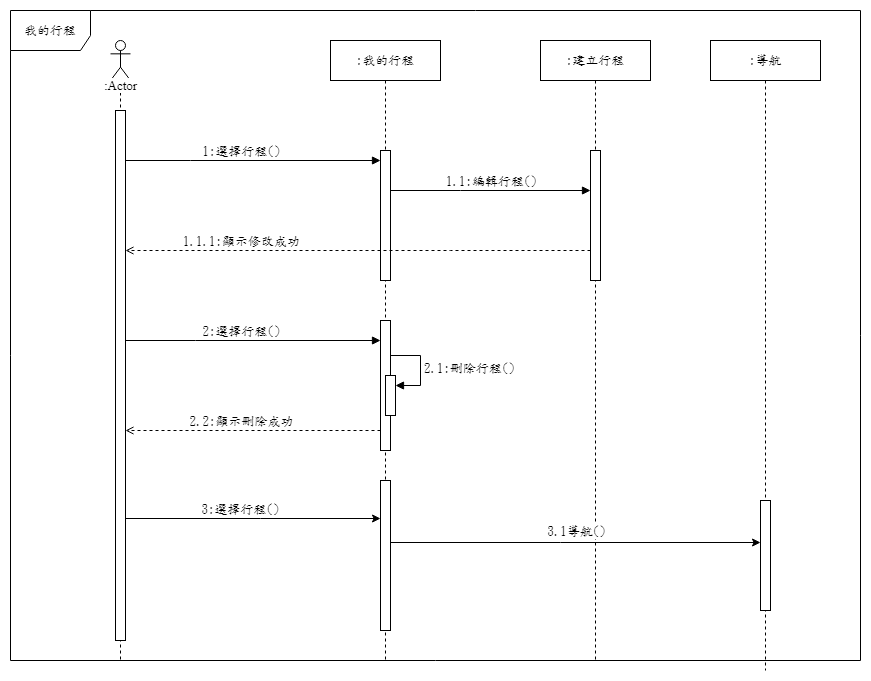 我的行程
:Actor
:我的行程
:建立行程
:導航
1:選擇行程()
1.1:編輯行程()
1.1.1:顯示修改成功
2:選擇行程()
2.1:刪除行程()
2.2:顯示刪除成功
3:選擇行程()
3.1導航()